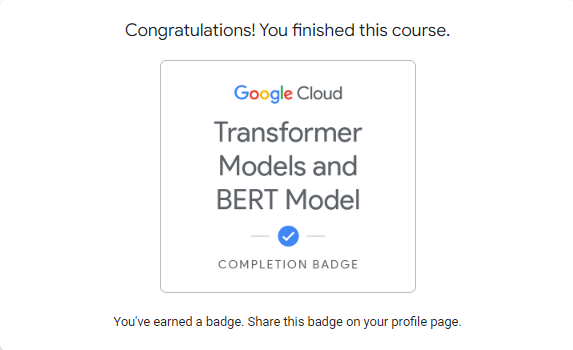 Congratulations! You finished this course.
Google Cloud
Transformer
Models and
BERT Model
COMPLETION BADGE
You've earned a badge. Share this badge on your profile page.